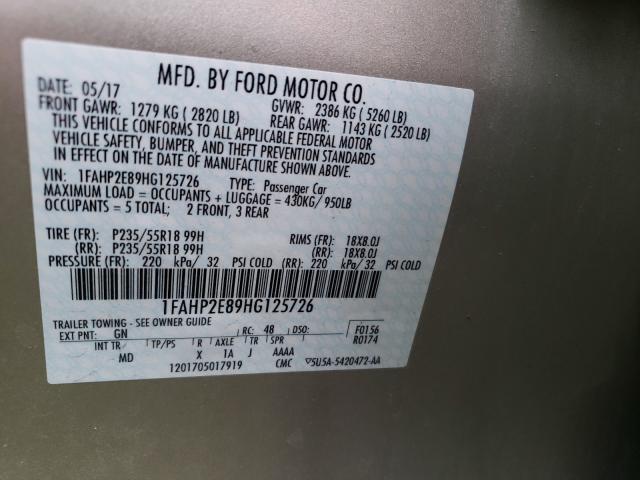 MFD. BY FORD MOTOR CO.
DATE: 05/17 GVWR: 2386 KG ( 5260 LB)
FRONT GAWR: 1279 KG ( 2820 LB) REAR GAWR: 1143 KG ( 2520 LB)
THIS VEHICLE CONFORMS TO ALL APPLICABLE FEDERAL MOTOR
VEHICLE SAFETY, BUMPER, AND THEFT PREVENTION STANDARDS
IN EFFECT ON THE DATE OF MANUFACTURE SHOWN ABOVE.
VIN: 1FAHP2E89HG125726 TYPE: Passenger Car
MAXIMUM LOAD = OCCUPANTS + LUGGAGE = 430KG/ 950LB
OCCUPANTS = 5 TOTAL; 2 FRONT, 3 REAR
TIRE (FR): P235/55R18 99H RIMS (FR): 18X8.0J
(RR): P235/55R18 99H (RR): 18X8.0J
PRESSURE (FR): 220 kPa/ 32 PSI COLD (RR): 220 kPa/ 32 PSI COLD
1FAHP2E89HG125726
TRAILER TOWING - SEE OWNER GUIDE
EXT PNT: GN RC: 48 DSO: F0156
R0174
INT TR TP/PS R AXLE TR SPR
MD X 1A J AAAA
1201705017919 CMC ▽5U5A-5420472-AA